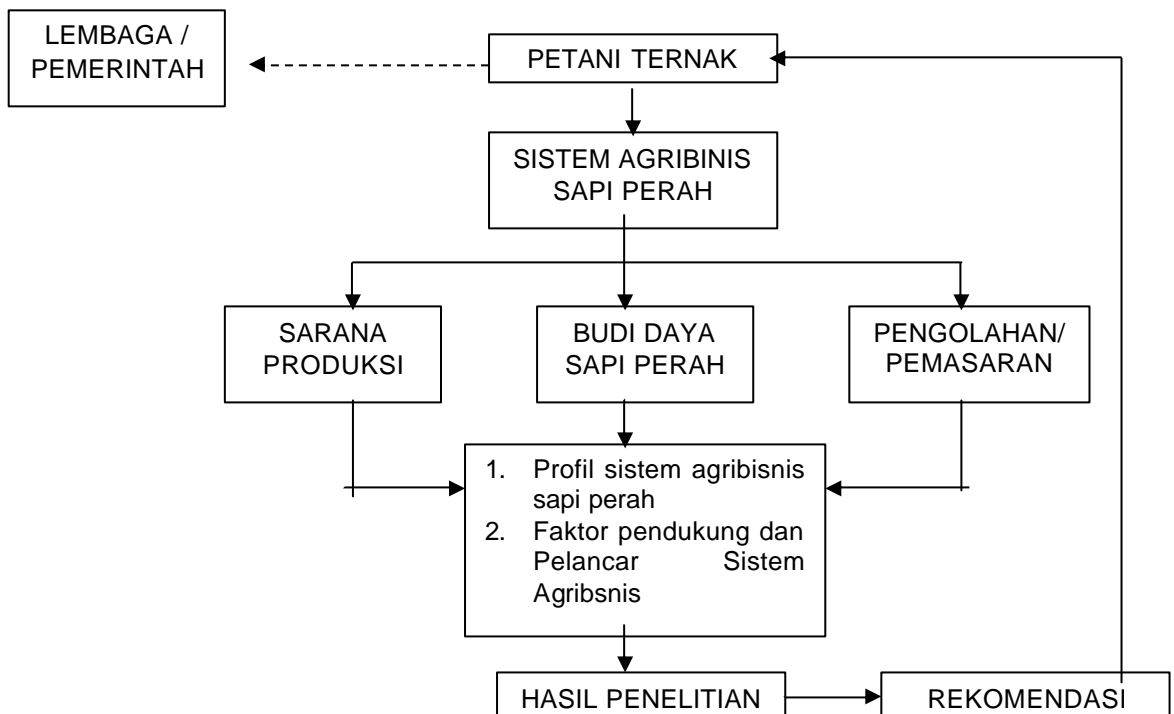 LEMBAGA /
PEMERINTAH
PETANI TERNAK
SISTEM AGRIBINIS
SAPI PERAH
SARANA
PRODUKSI
BUDI DAYA
SAPI PERAH
PENGOLAHAN/
PEMASARAN
1. Profil sistem agribisnis
sapi perah
2. Faktor pendukung dan
Pelancar Sistem
Agribsnis
HASIL PENELITIAN
REKOMENDASI